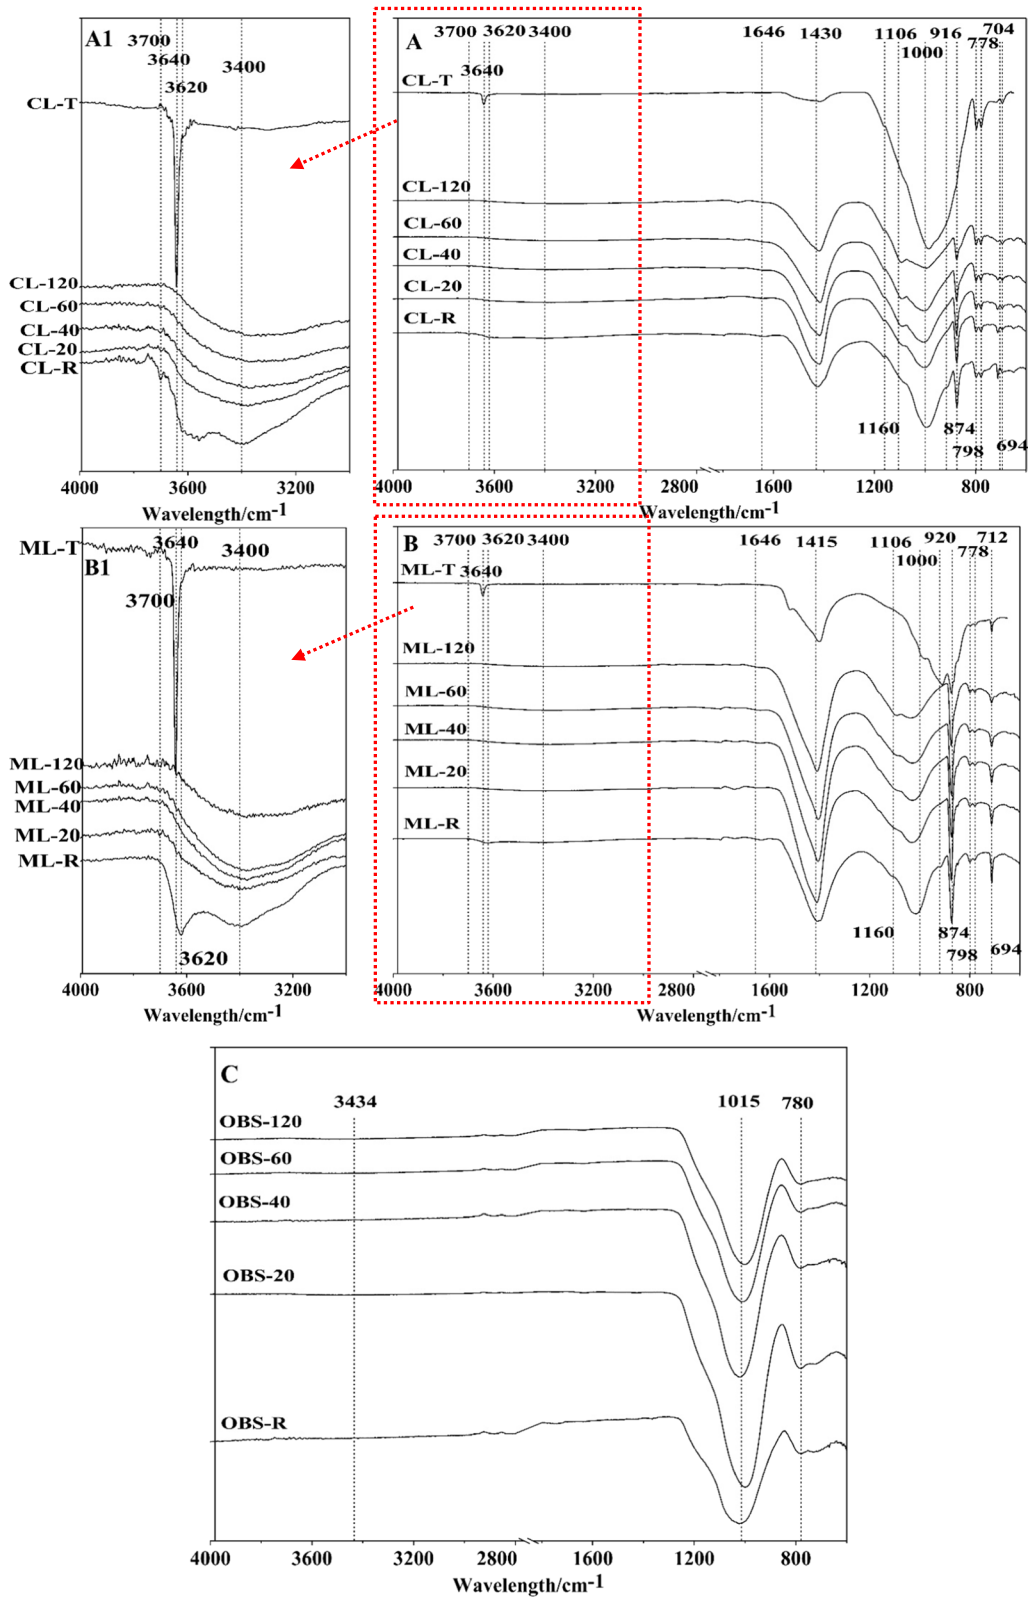 A1
3700
3640
3620
3400
CL-T
CL-120
CL-60
CL-40
CL-20
CL-R
4000 3600 3200
Wavelength/cm-1
A
3700 3620 3400 1646 1430 1106 916 704
3640 1000 778
CL-T
CL-120
CL-60
CL-40
CL-20
CL-R
1160 874
798 694
4000 3600 3200 2800 1600 1200 800
Wavelength/cm-1
B1
3640 3400
3700
ML-T
ML-120
ML-60
ML-40
ML-20
ML-R
3620
4000 3600 3200
Wavelength/cm-1
B
3700 3620 3400 1646 1415 1106 920 712
1000 778
ML-T 3640
ML-120
ML-60
ML-40
ML-20
ML-R
1160 874
798 694
4000 3600 3200 2800 1600 1200 800
Wavelength/cm-1
C
3434 1015 780
OBS-120
OBS-60
OBS-40
OBS-20
OBS-R
4000 3600 3200 2800 1600 1200 800
Wavelength/cm-1